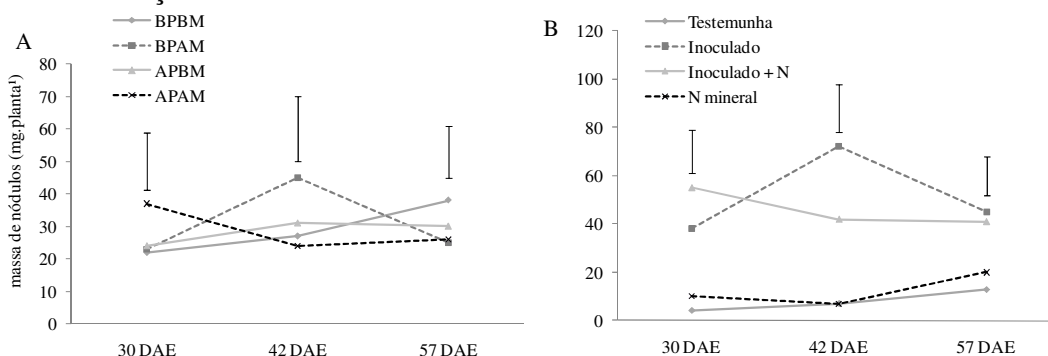 A
BPBM
BPAM
APBM
APAM
massa de nódulos (mg.planta¹)
80
70
60
50
40
30
20
10
0
30 DAE
42 DAE
57 DAE
B
Testemunha
Inoculado
Inoculado + N
N mineral
120
100
80
60
40
20
0
30 DAE
42 DAE
57 DAE